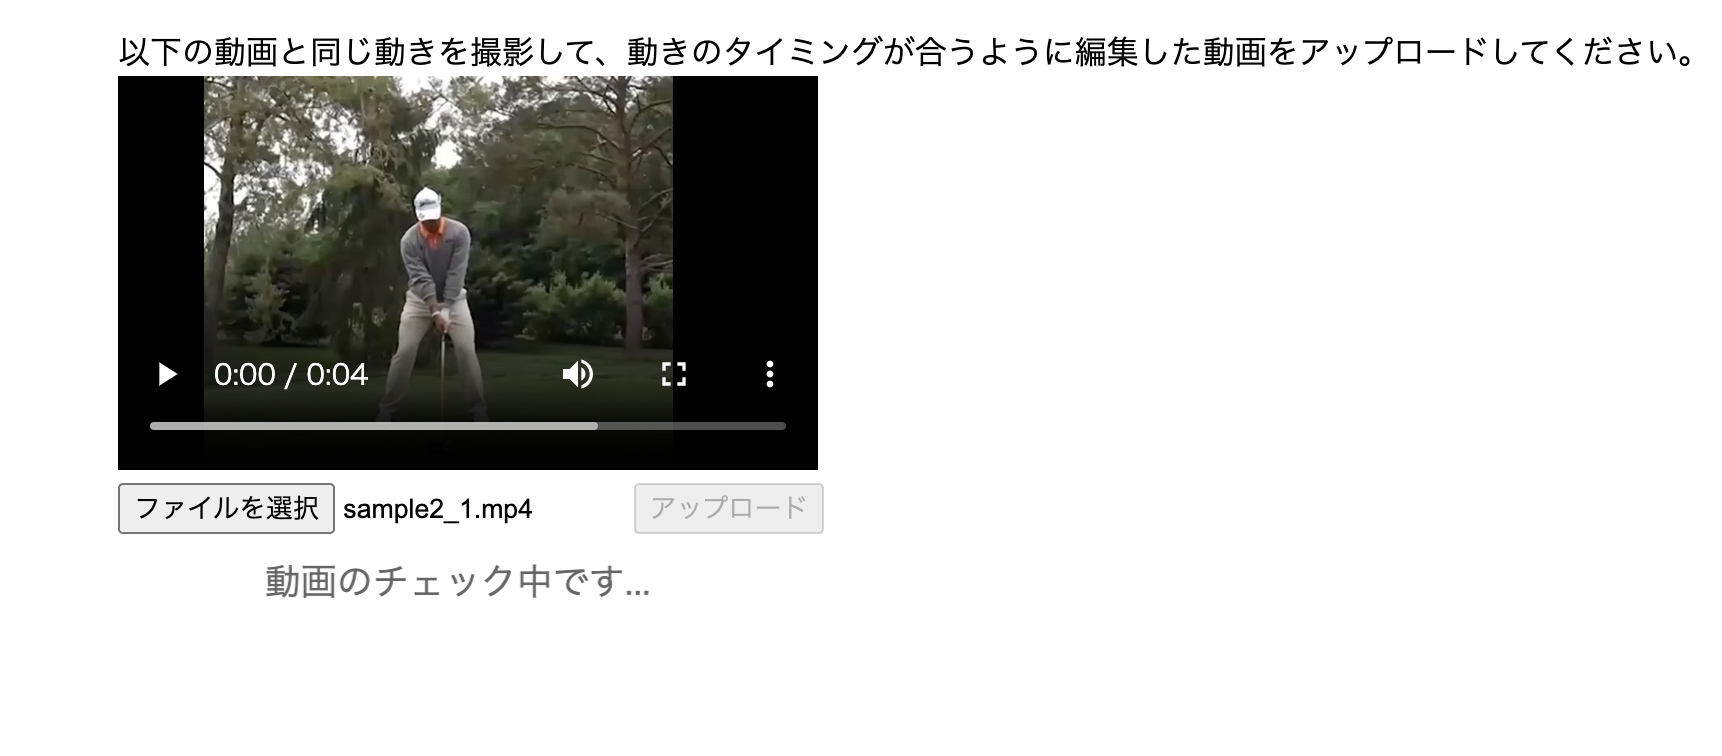 以下の動画と同じ動きを撮影して、動きのタイミングが合うように編集した動画をアップロードしてください。
0:00 / 0:04
ファイルを選択 sample2_1.mp4 アップロード
動画のチェック中です...